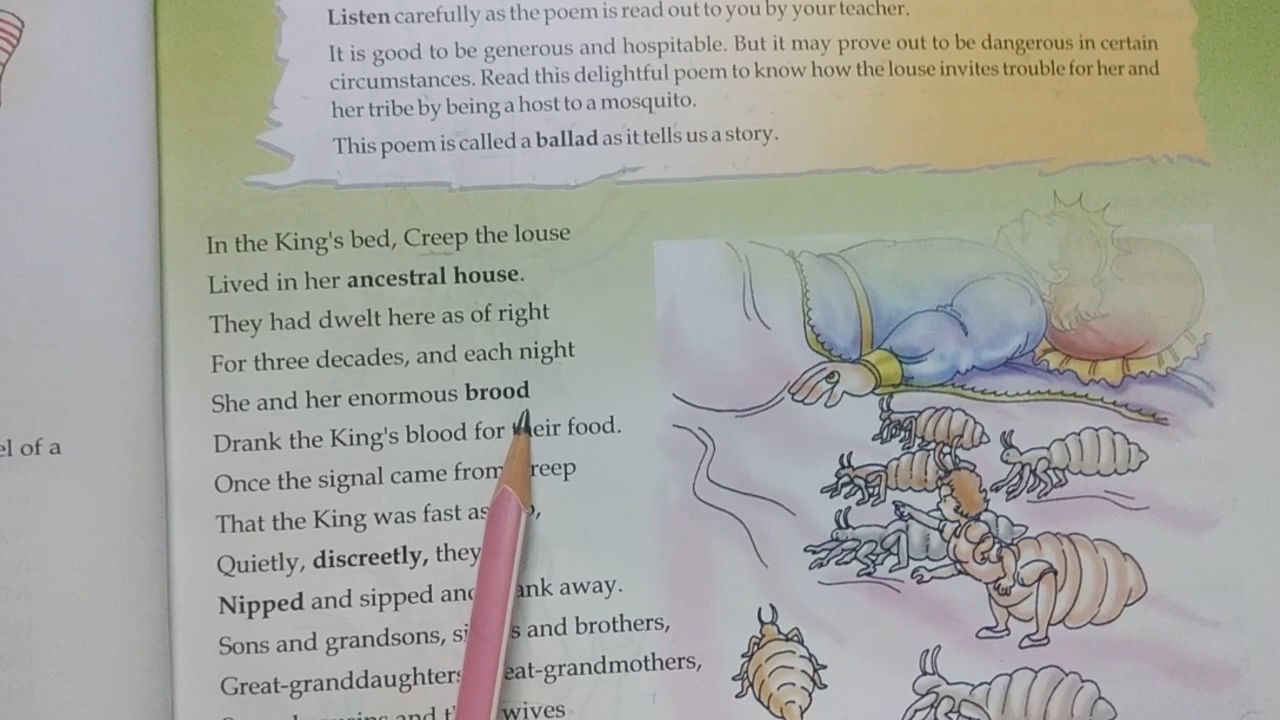 Listen carefully as the poem is read out to you by your teacher.
It is good to be generous and hospitable. But it may prove out to be dangerous in certain
circumstances. Read this delightful poem to know how the louse invites trouble for her and
her tribe by being a host to a mosquito.
This poem is called a ballad as it tells us a story.
el of a
In the King's bed, Creep the louse
Lived in her ancestral house.
They had dwelt here as of right
For three decades, and each night
She and her enormous brood
Drank the King's blood for their food.
Once the signal came from Creep
That the King was fast
Quietly, discreetly, they
Nipped and sipped and away.
Sons and grandsons, and brothers,
Great-granddaughters great-grandmothers,
and wives